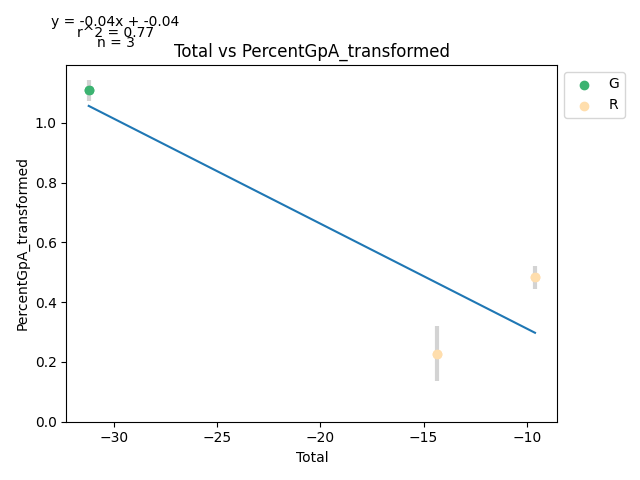 y = -0.04x + -0.04
r^2 = 0.77
n = 3
Total vs PercentGpA_transformed
G
R
PercentGpA_transformed
1.0
0.8
0.6
0.4
0.2
0.0
−30
−25
−20
−15
−10
Total